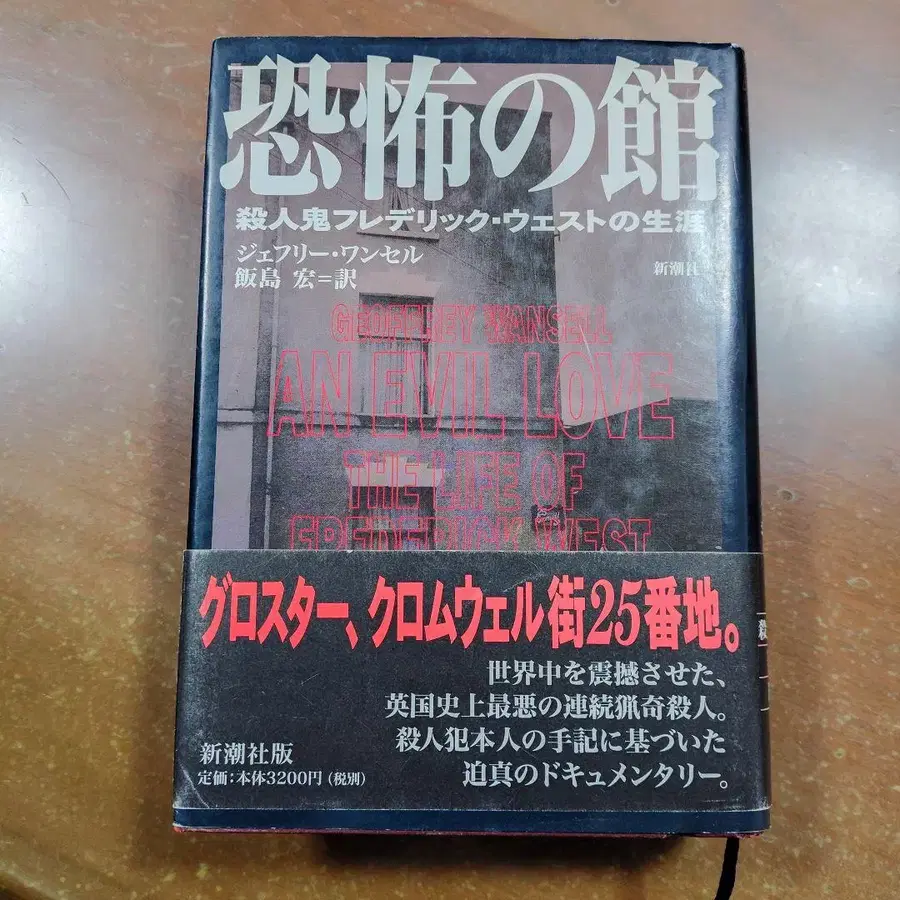 恐怖の館
殺人鬼フレデリック・ウェストの生涯
ジェフリー・ワンセル
飯島 宏=訳
新潮社
GEOFFREY WANSELL
AN EVIL LOVE
THE LIFE OF
FREDERICK WEST
グロスター、クロムウェル街25番地。
世界中を震撼させた、
英国史上最悪の連続猟奇殺人。
殺人犯本人の手記に基づいた
迫真のドキュメンタリー。
新潮社版
定価:本体3200円(税別)